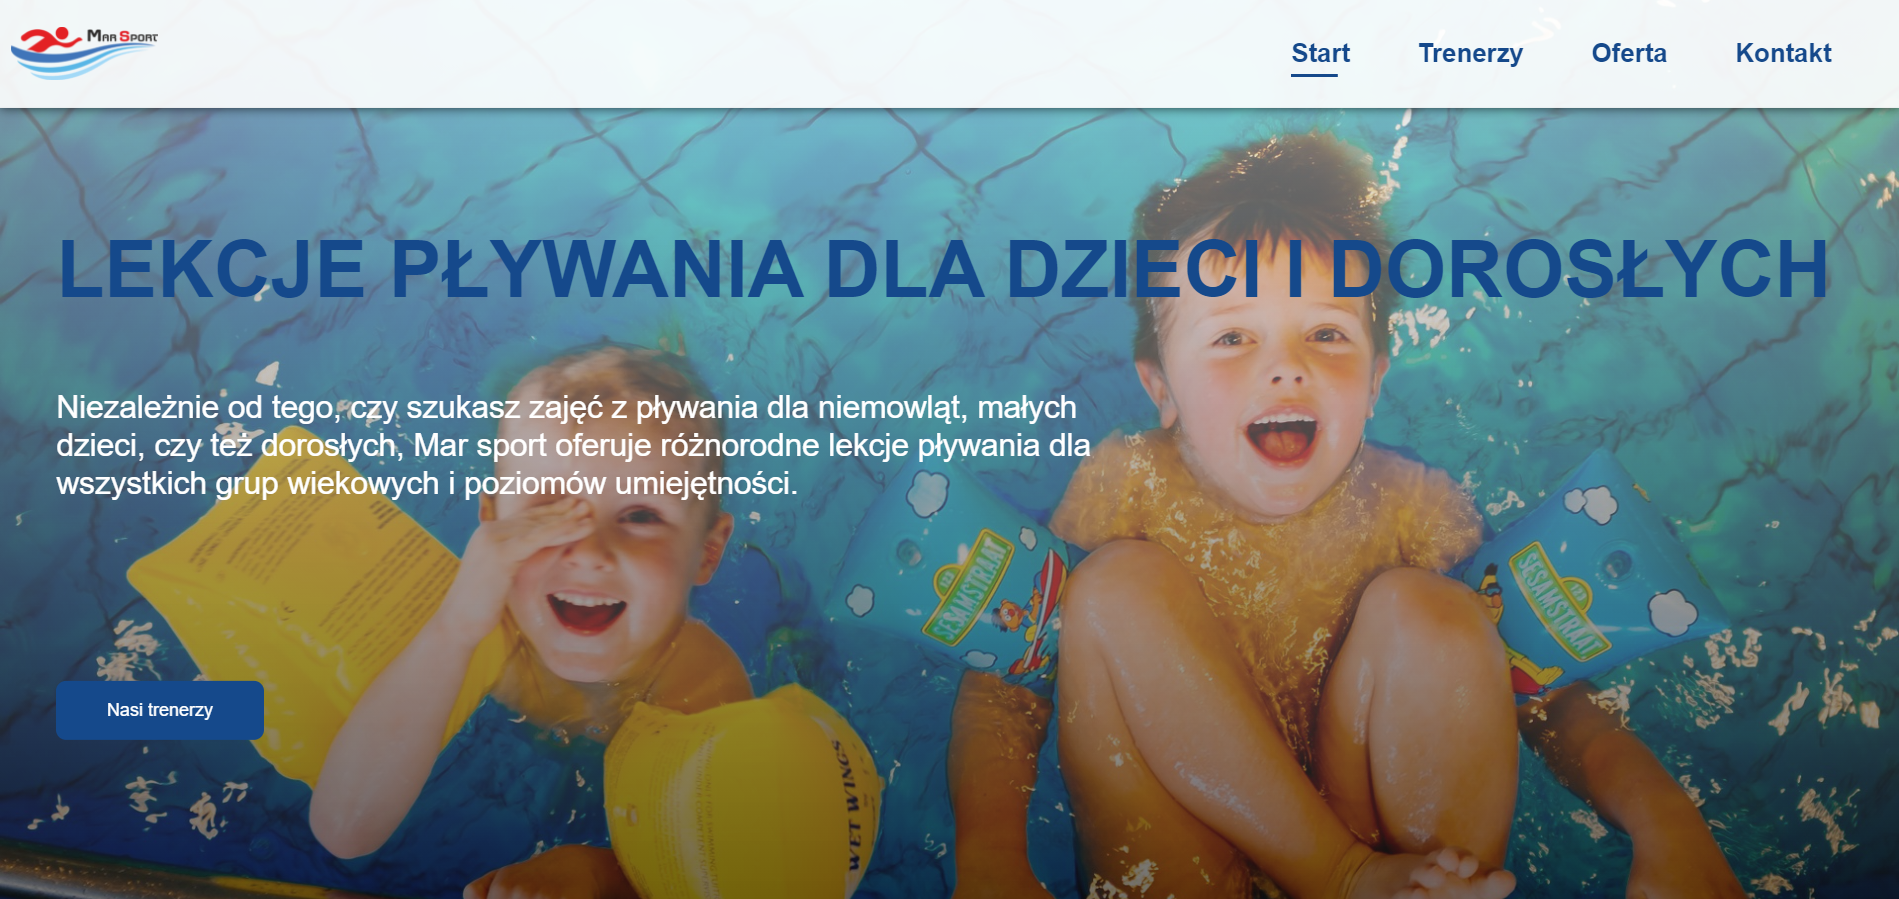 Mar Sport
Start Trenerzy Oferta Kontakt
LEKCJE PŁYWANIA DLA DZIECI I DOROSŁYCH
Niezależnie od tego, czy szukasz zajęć z pływania dla niemowląt, małych
dzieci, czy też dorosłych, Mar sport oferuje różnorodne lekcje pływania dla
wszystkich grup wiekowych i poziomów umiejętności.
123
SESAMSTRAAT
123
SESAMSTRAAT
Nasi trenerzy
WET WINGS